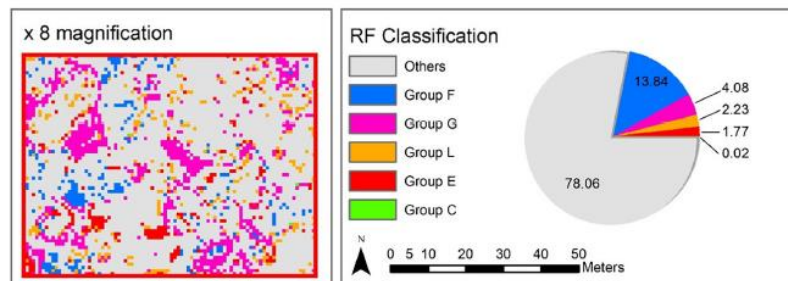 x 8 magnification
RF Classification
Others
Group F
Group G
Group L
Group E
Group C
13.84
4.08
2.23
1.77
0.02
78.06
N
0 5 10 20 30 40 50
Meters